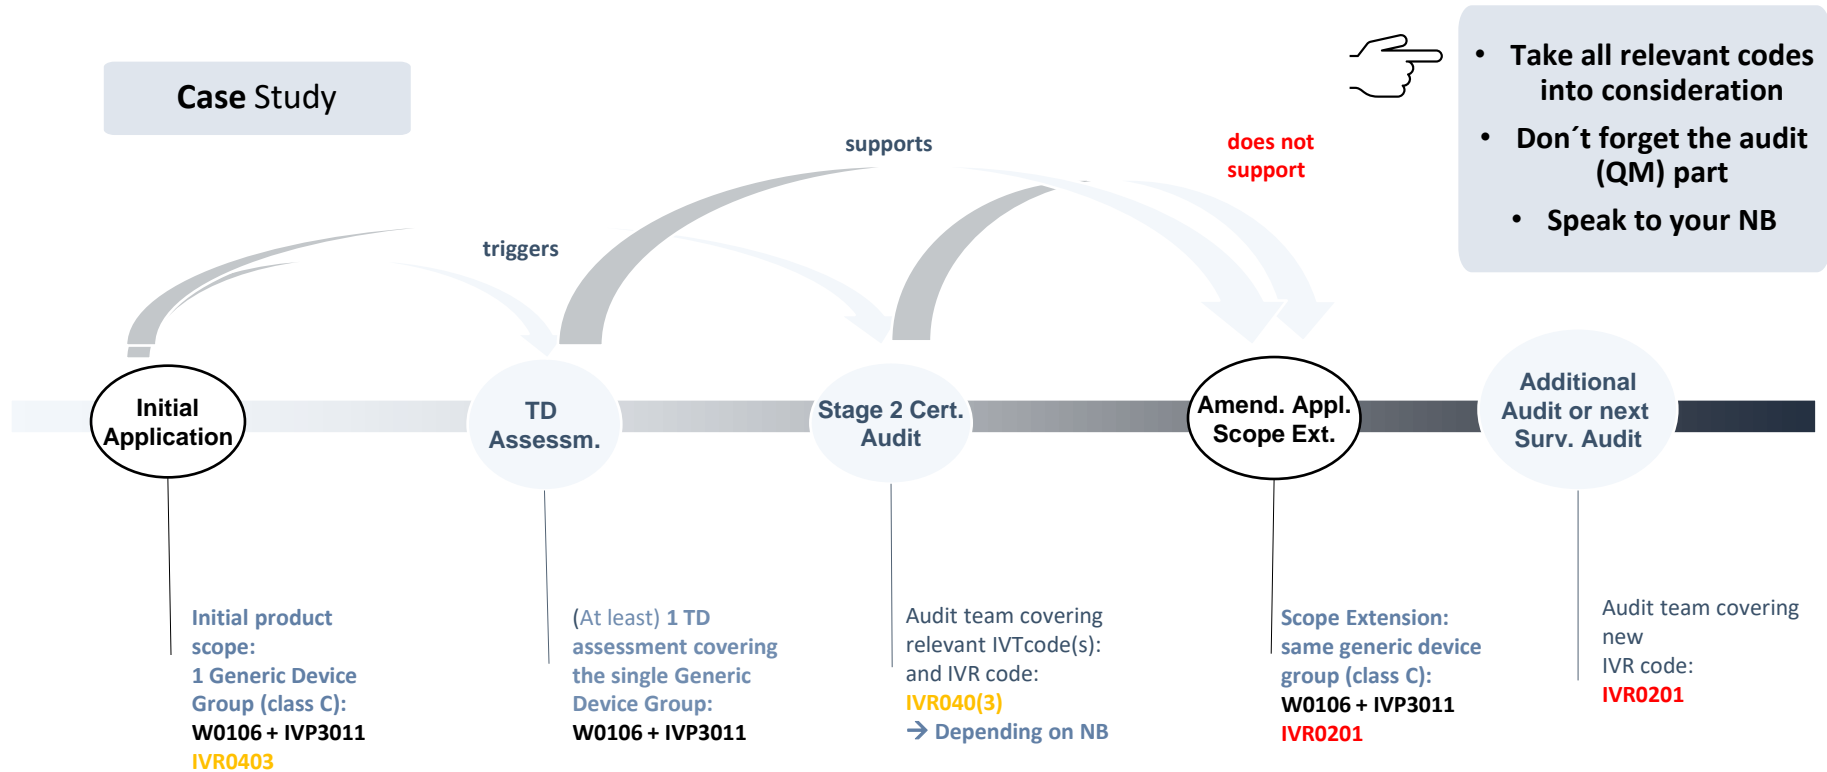 Case Study
• Take all relevant codes
into consideration
• Don´t forget the audit
(QM) part
• Speak to your NB
supports
does not
support
triggers
Initial
Application
TD
Assessm.
Stage 2 Cert.
Audit
Amend. Appl.
Scope Ext.
Additional
Audit or next
Surv. Audit
Initial product
scope:
1 Generic Device
Group (class C):
W0106 + IVP3011
IVR0403
(At least) 1 TD
assessment covering
the single Generic
Device Group:
W0106 + IVP3011
Audit team covering
relevant IVTcode(s):
and IVR code:
IVR040(3)
→ Depending on NB
Scope Extension:
same generic device
group (class C):
W0106 + IVP3011
IVR0201
Audit team covering
new
IVR code:
IVR0201